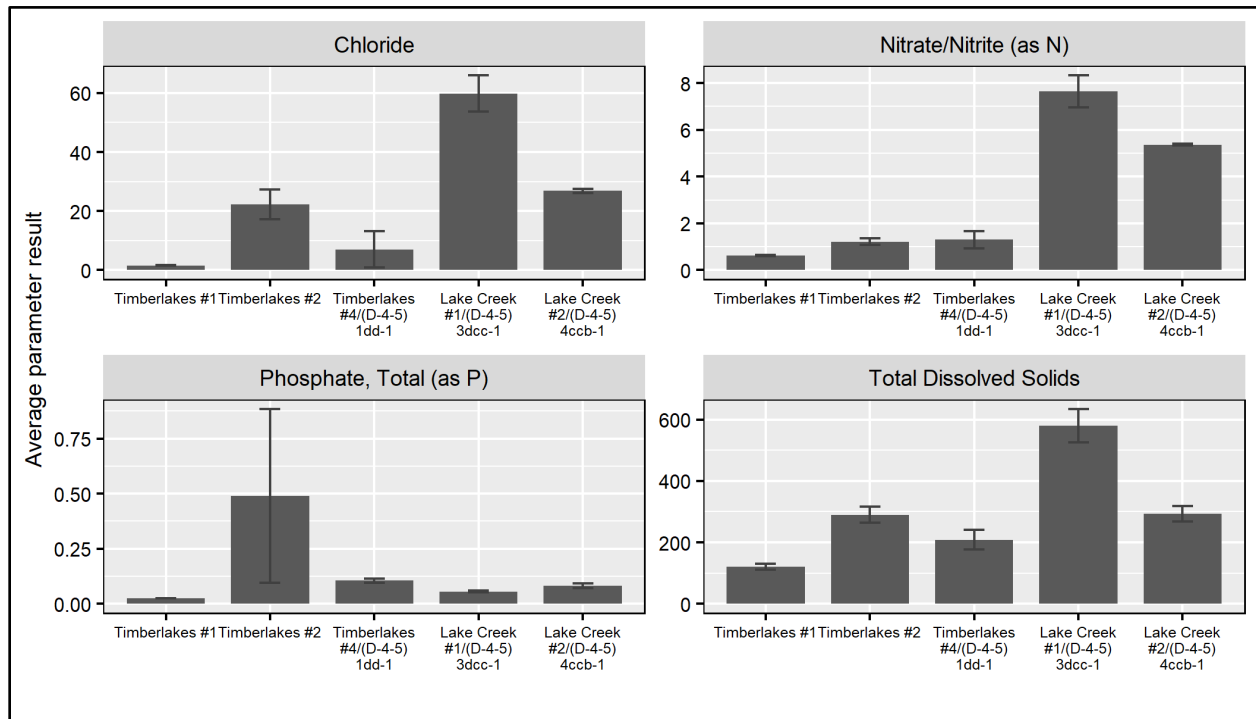 Average parameter result
Chloride
60
40
20
0
Timberlakes #1
Timberlakes #2
Timberlakes
#4/(D-4-5)
1dd-1
Lake Creek
#1/(D-4-5)
3dcc-1
Lake Creek
#2/(D-4-5)
4ccb-1
Nitrate/Nitrite (as N)
8
6
4
2
0
Timberlakes #1
Timberlakes #2
Timberlakes
#4/(D-4-5)
1dd-1
Lake Creek
#1/(D-4-5)
3dcc-1
Lake Creek
#2/(D-4-5)
4ccb-1
Phosphate, Total (as P)
0.75
0.50
0.25
0.00
Timberlakes #1
Timberlakes #2
Timberlakes
#4/(D-4-5)
1dd-1
Lake Creek
#1/(D-4-5)
3dcc-1
Lake Creek
#2/(D-4-5)
4ccb-1
Total Dissolved Solids
600
400
200
0
Timberlakes #1
Timberlakes #2
Timberlakes
#4/(D-4-5)
1dd-1
Lake Creek
#1/(D-4-5)
3dcc-1
Lake Creek
#2/(D-4-5)
4ccb-1